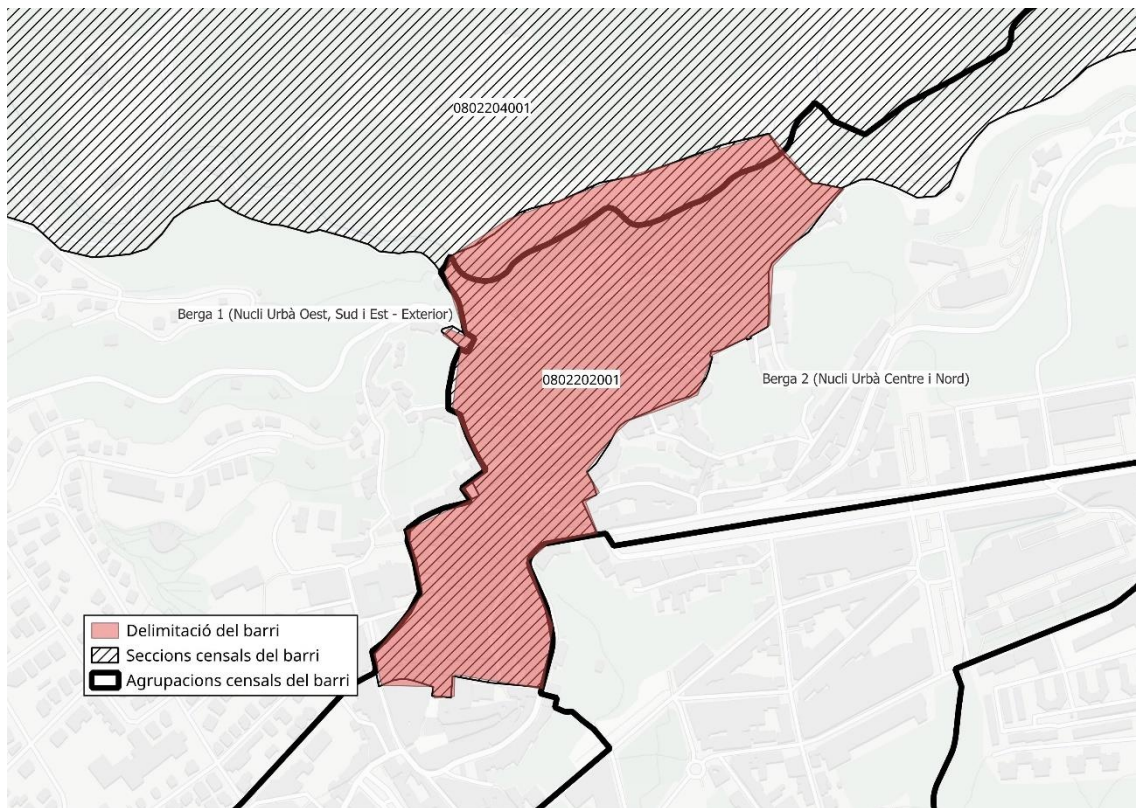 0802204001
Berga 1 (Nucli Urbà Oest, Sud i Est - Exterior)
0802202001
Berga 2 (Nucli Urbà Centre i Nord)
Delimitació del barri
Seccions censals del barri
Agrupacions censals del barri